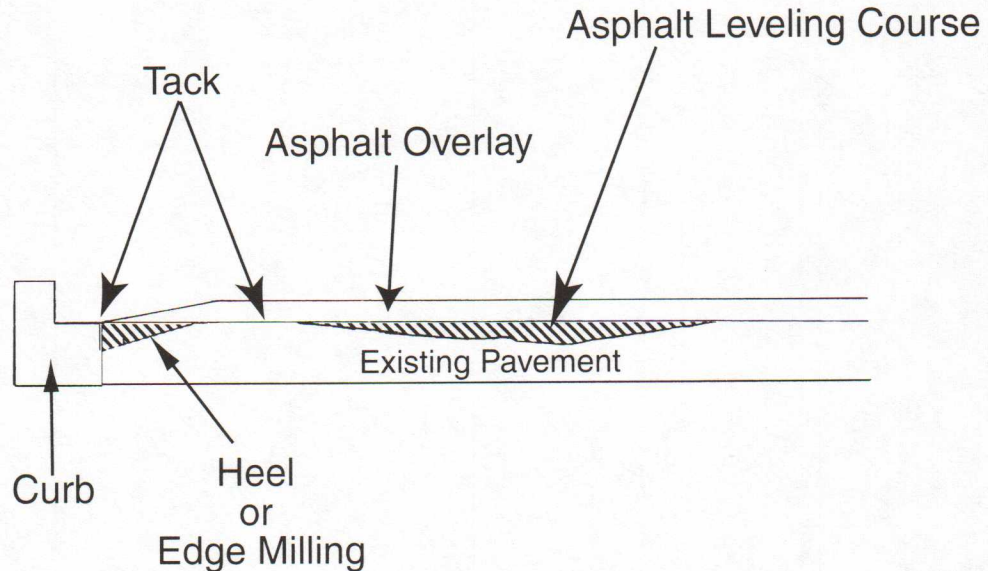 Asphalt Leveling Course
Tack
Asphalt Overlay
Existing Pavement
Curb
Heel
or
Edge Milling